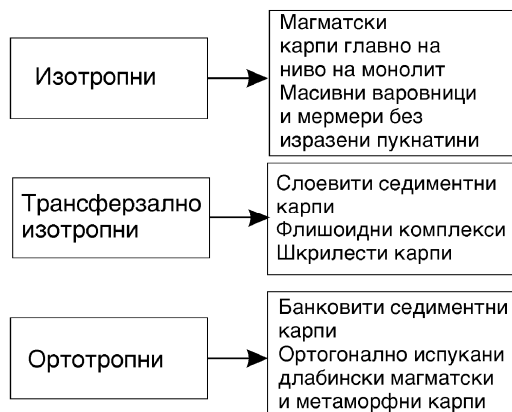 Изотропни
Магматски
карпи главно на
ниво на монолит
Масивни варовници
и мермери без
изразени пукнатини
Трансферзално
изотропни
Слоевити седиментни
карпи
Флишоидни комплекси
Шкрилести карпи
Ортотропни
Банковити седиментни
карпи
Ортогонално испукани
длабински магматски
и метаморфни карпи